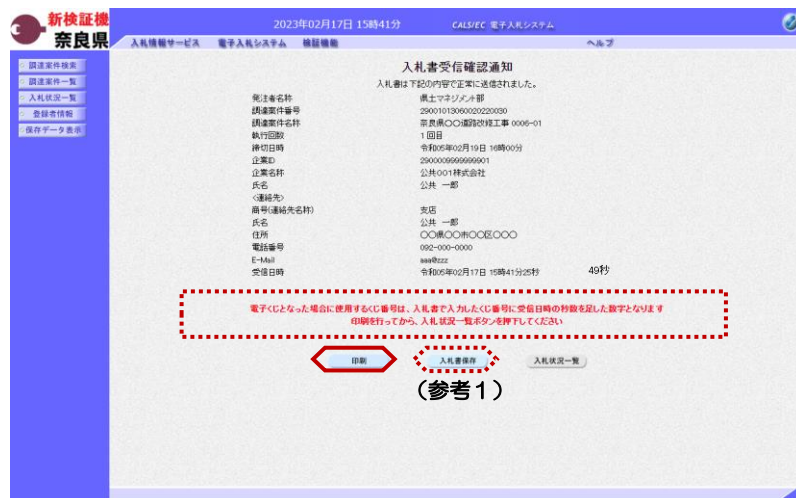 新検証機
奈良県
2023年02月17日 15時41分
CALS/EC 電子入札システム
入札情報サービス 電子入札システム 検証機能 ヘルプ
調達案件検索
調達案件一覧
入札状況一覧
登録者情報
保存データ表示
入札書受信確認通知
入札書は下記の内容で正常に送信されました。
発注者名称 県土マネジメント部
調達案件番号 29001013060020220030
調達案件名称 奈良県〇〇道路改修工事 0006-01
執行回数 1回目
締切日時 令和05年02月19日 16時00分
企業ID 2900009999999901
企業名称 公共001株式会社
氏名 公共 一郎
〈連絡先〉
商号(連絡先名称) 支店
氏名 公共 一郎
住所 〇〇県〇〇市〇〇区〇〇〇
電話番号 092-000-0000
E-Mail aaa@zzz
受信日時 令和05年02月17日 15時41分25秒 49秒
電子くじとなった場合に使用するくじ番号は、入札書で入力したくじ番号に受信日時の秒数を足した数字となります
印刷を行ってから、入札状況一覧ボタンを押下してください
印刷 入札書保存 入札状況一覧
(参考1)